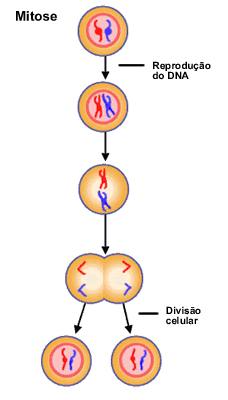 Mitose
Reprodução
do DNA
Divisão
celular